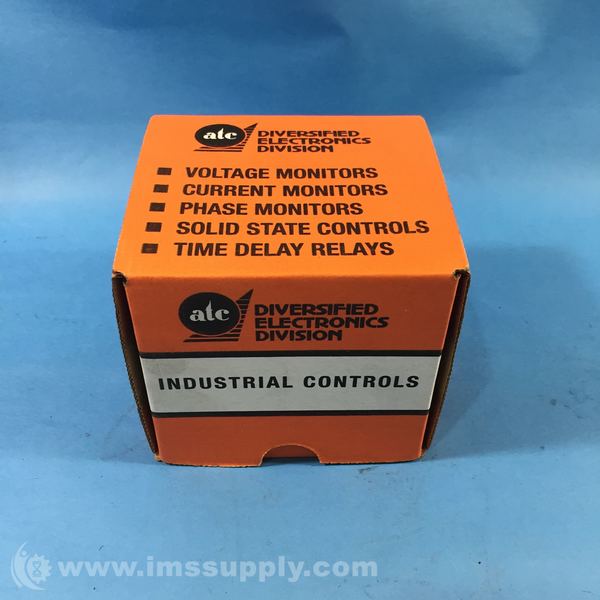 atc DIVERSIFIED
ELECTRONICS
DIVISION
VOLTAGE MONITORS
CURRENT MONITORS
PHASE MONITORS
SOLID STATE CONTROLS
TIME DELAY RELAYS
atc DIVERSIFIED
ELECTRONICS
DIVISION
INDUSTRIAL CONTROLS
www.imssupply.com